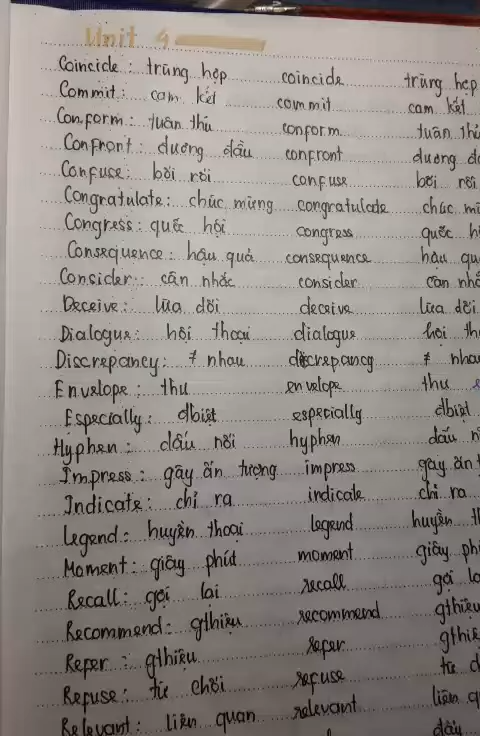 Unit 4
Coincide : trùng hợp coincide trùng hợp
Commit : cam kết commit cam kết
Conform : tuân thủ conform tuân thủ
Confront : đương đầu confront đương đ
Confuse : bối rối confuse bối rối
Congratulate : chúc mừng congratulade chúc m
Congress : quốc hội congress quốc h
Consequence : hậu quả consequence hậu qu
Consider : cân nhắc consider cân nhắ
Deceive : lừa dối deceive lừa dối
Dialogue : hội thoại dialogue hội th
Discrepancy : ≠ nhau discrepancy ≠ nha
Envelope : thư envelope thư
Especially : đbiệt especially đbiệt
Hyphen : dấu nối hyphen dấu n
Impress : gây ấn tượng impress gây ấn t
Indicate : chỉ ra indicate chỉ ra
Legend : huyền thoại legend huyền t
Moment : giây phút moment giây ph
Recall : gợi lại recall gợi lạ
Recommend : gthiệu recommend gthiệu
Refer : gthiệu refer gthiệ
Refuse : từ chối refuse từ c
Relevant : liên quan relevant liên q
dấu